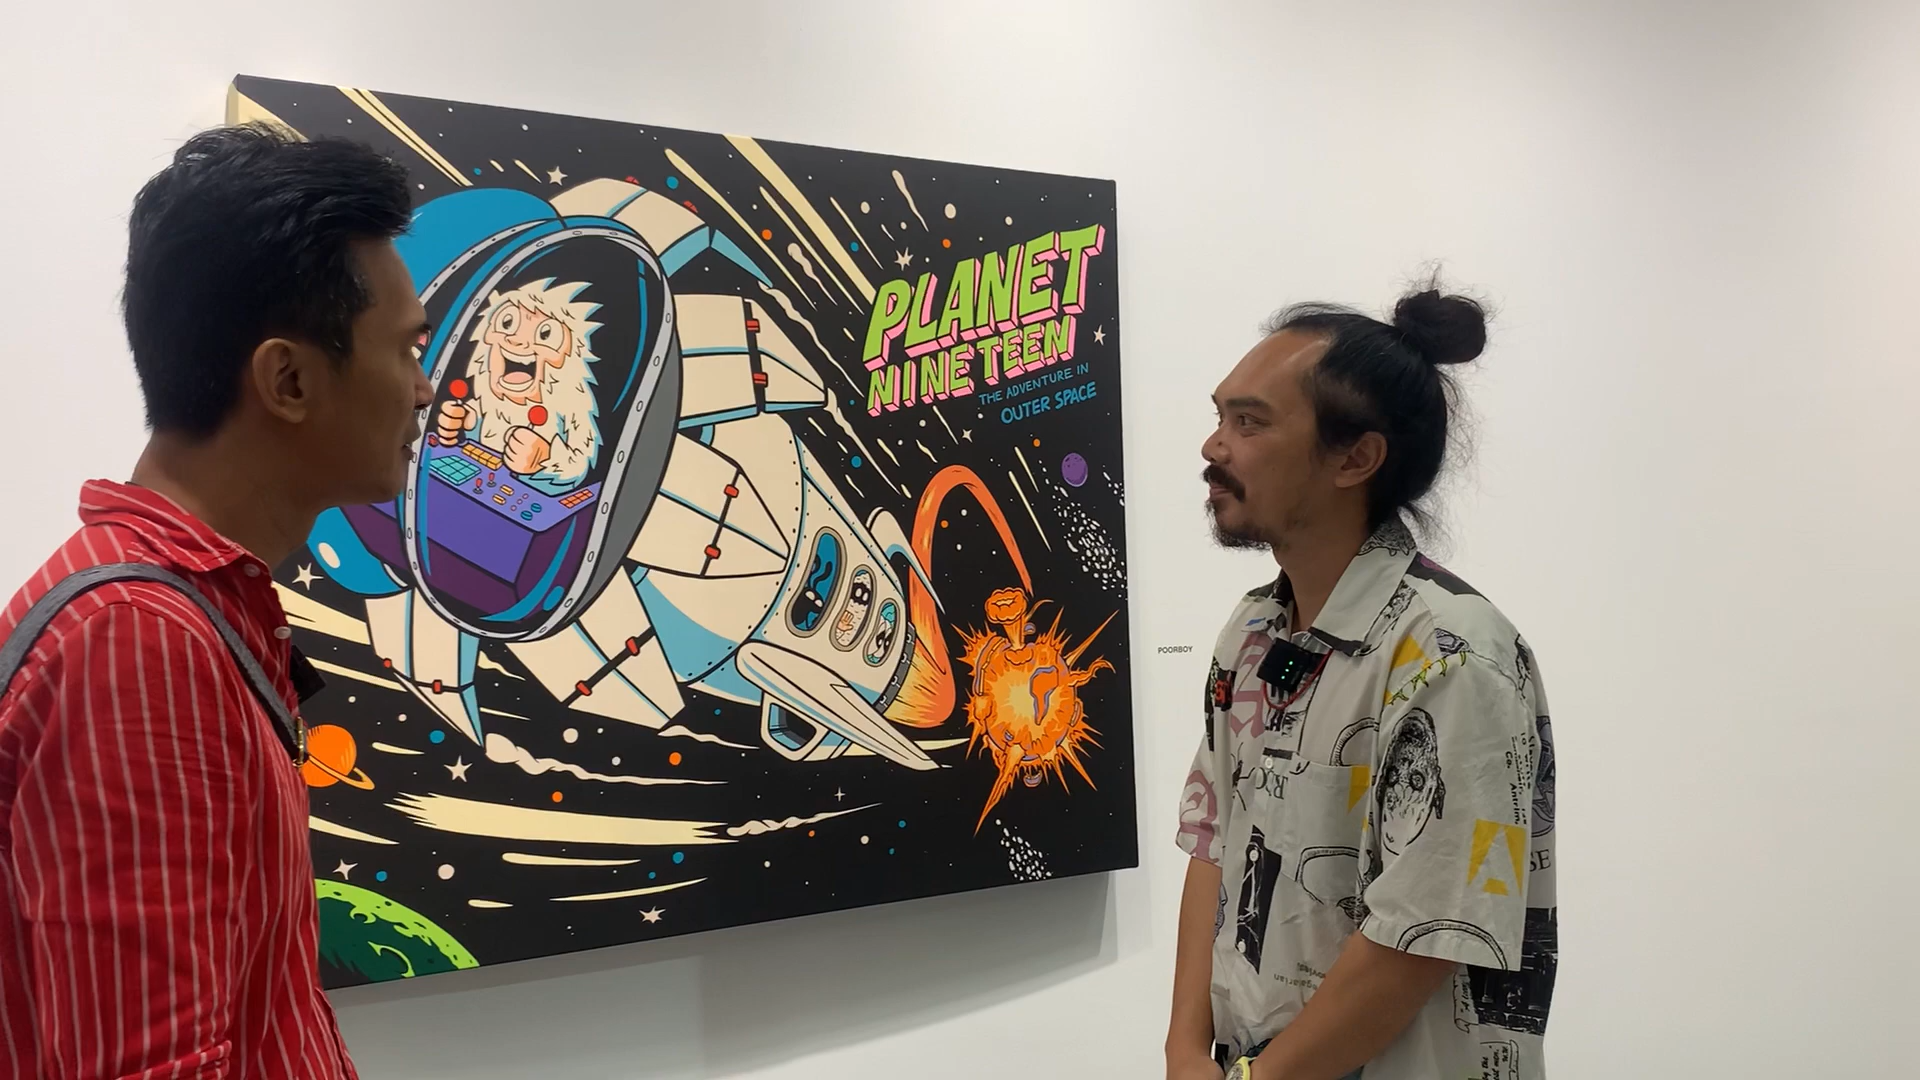 PLANET
NINETEEN
THE ADVENTURE IN
OUTER SPACE
POORBOY